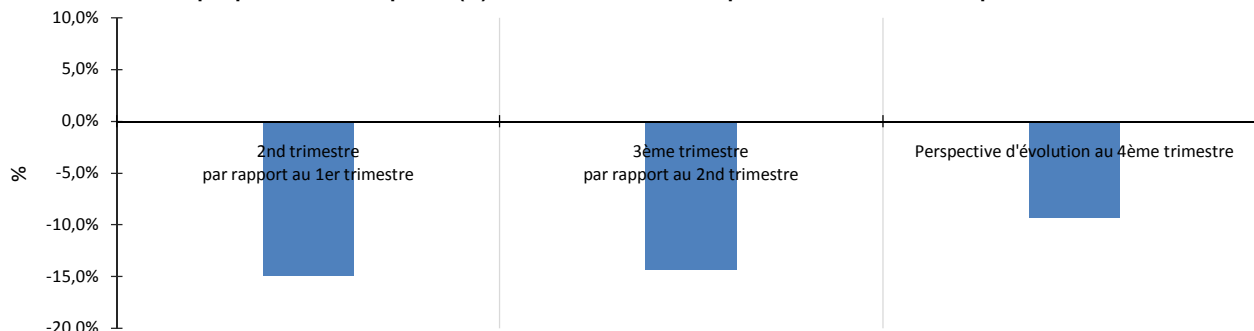 10,0%
5,0%
0,0%
-5,0%
-10,0%
-15,0%
-20,0%
%
2nd trimestre
par rapport au 1er trimestre
3ème trimestre
par rapport au 2nd trimestre
Perspective d'évolution au 4ème trimestre